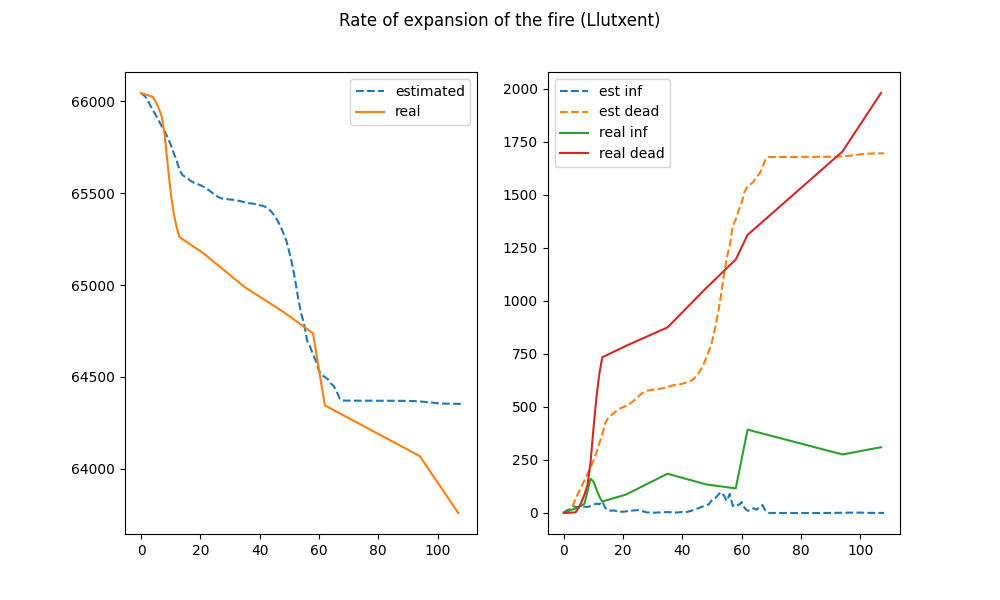 Rate of expansion of the fire (Llutxent)
estimated
real
66000
65500
65000
64500
64000
0 20 40 60 80 100
est inf
est dead
real inf
real dead
2000
1750
1500
1250
1000
750
500
250
0
0 20 40 60 80 100